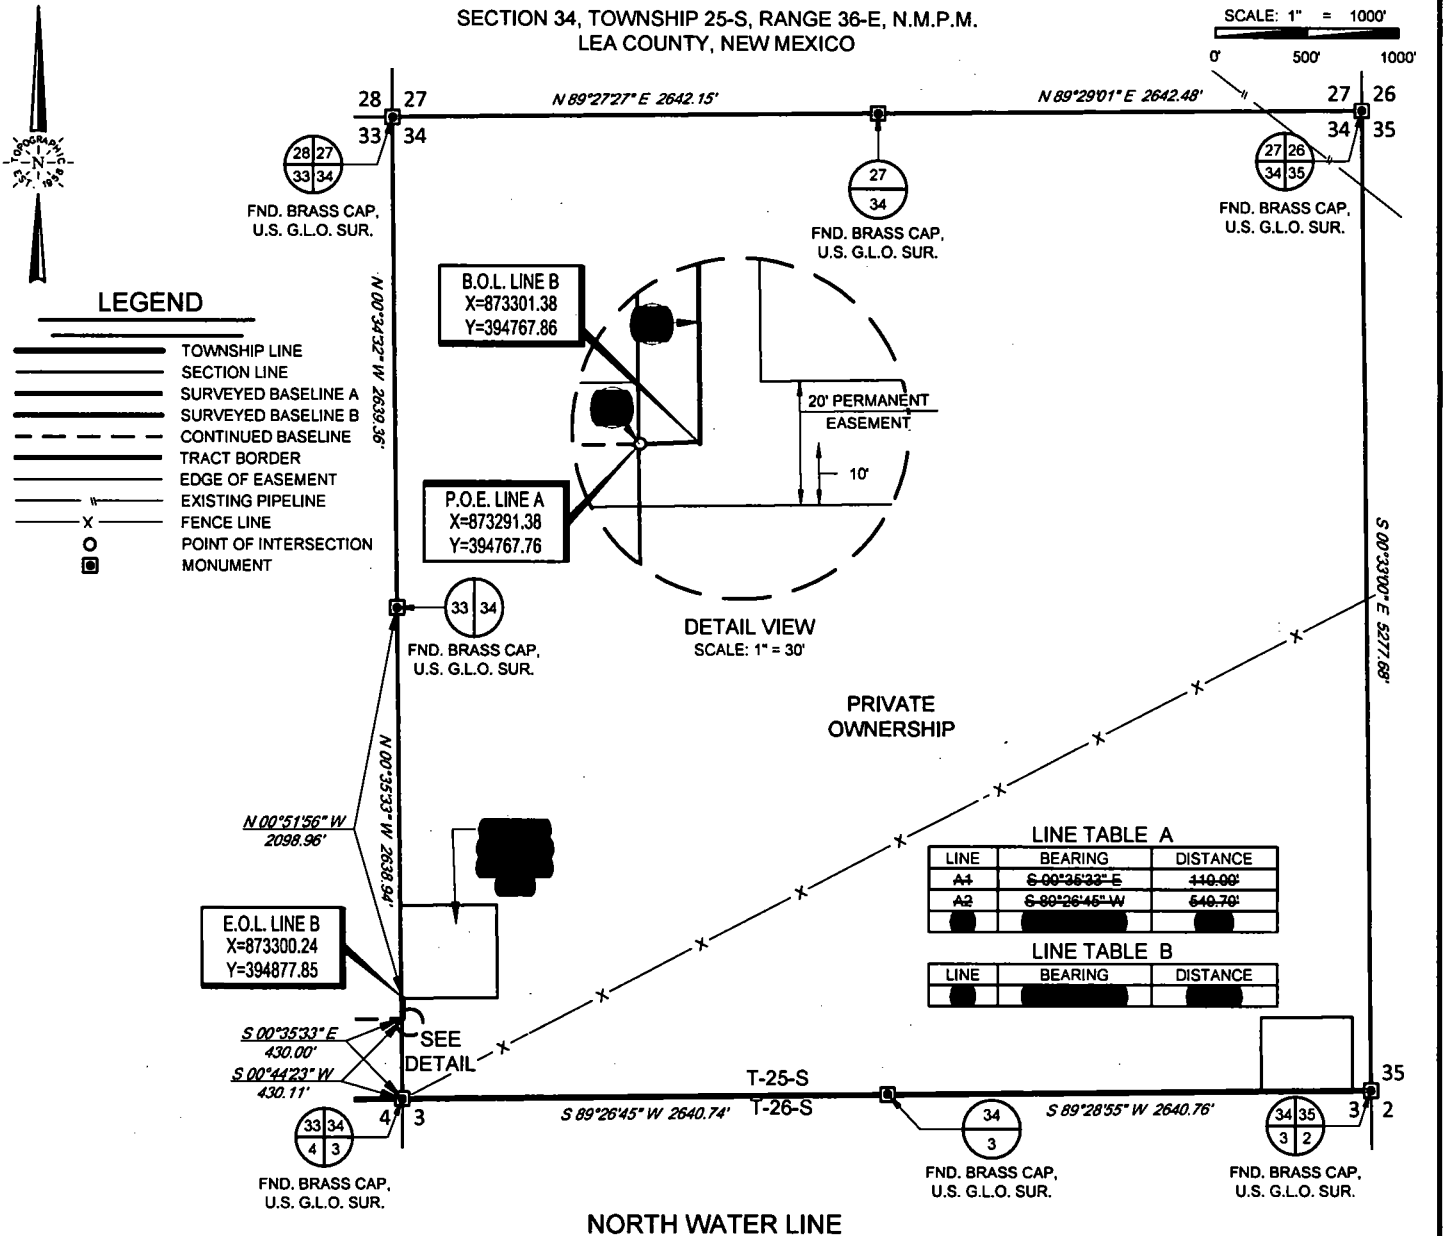 SECTION 34, TOWNSHIP 25-S, RANGE 36-E, N.M.P.M.
LEA COUNTY, NEW MEXICO
SCALE: 1" = 1000'
0' 500' 1000'
TOPOGRAPHIC
N
EST. 1958
28 27
33 34
N 89°27'27" E 2642.15'
N 89°29'01" E 2642.48'
27 26
34 35
28 27
33 34
FND. BRASS CAP,
U.S. G.L.O. SUR.
27
34
FND. BRASS CAP,
U.S. G.L.O. SUR.
27 26
34 35
FND. BRASS CAP,
U.S. G.L.O. SUR.
LEGEND
TOWNSHIP LINE
SECTION LINE
SURVEYED BASELINE A
SURVEYED BASELINE B
CONTINUED BASELINE
TRACT BORDER
EDGE OF EASEMENT
EXISTING PIPELINE
X FENCE LINE
POINT OF INTERSECTION
MONUMENT
N 00°34'32" W 2639.36'
B.O.L. LINE B
X=873301.38
Y=394767.86
20' PERMANENT
EASEMENT
10'
P.O.E. LINE A
X=873291.38
Y=394767.76
DETAIL VIEW
SCALE: 1" = 30'
S 00°33'00" E 5277.68'
33 34
FND. BRASS CAP,
U.S. G.L.O. SUR.
PRIVATE
OWNERSHIP
X X X X X X X X X
N 00°35'33" W 2638.94'
N 00°51'56" W
2098.96'
LINE TABLE A
LINE BEARING DISTANCE
A1 S 00°35'33" E 110.00'
A2 S 89°26'45" W 540.70'
LINE TABLE B
LINE BEARING DISTANCE
E.O.L. LINE B
X=873300.24
Y=394877.85
S 00°35'33" E
430.00'
S 00°44'23" W
430.11'
SEE
DETAIL
T-25-S
T-26-S
35
4 3
3 2
S 89°26'45" W 2640.74'
S 89°28'55" W 2640.76'
33 34
4 3
FND. BRASS CAP,
U.S. G.L.O. SUR.
34
3
FND. BRASS CAP,
U.S. G.L.O. SUR.
34 35
3 2
FND. BRASS CAP,
U.S. G.L.O. SUR.
NORTH WATER LINE